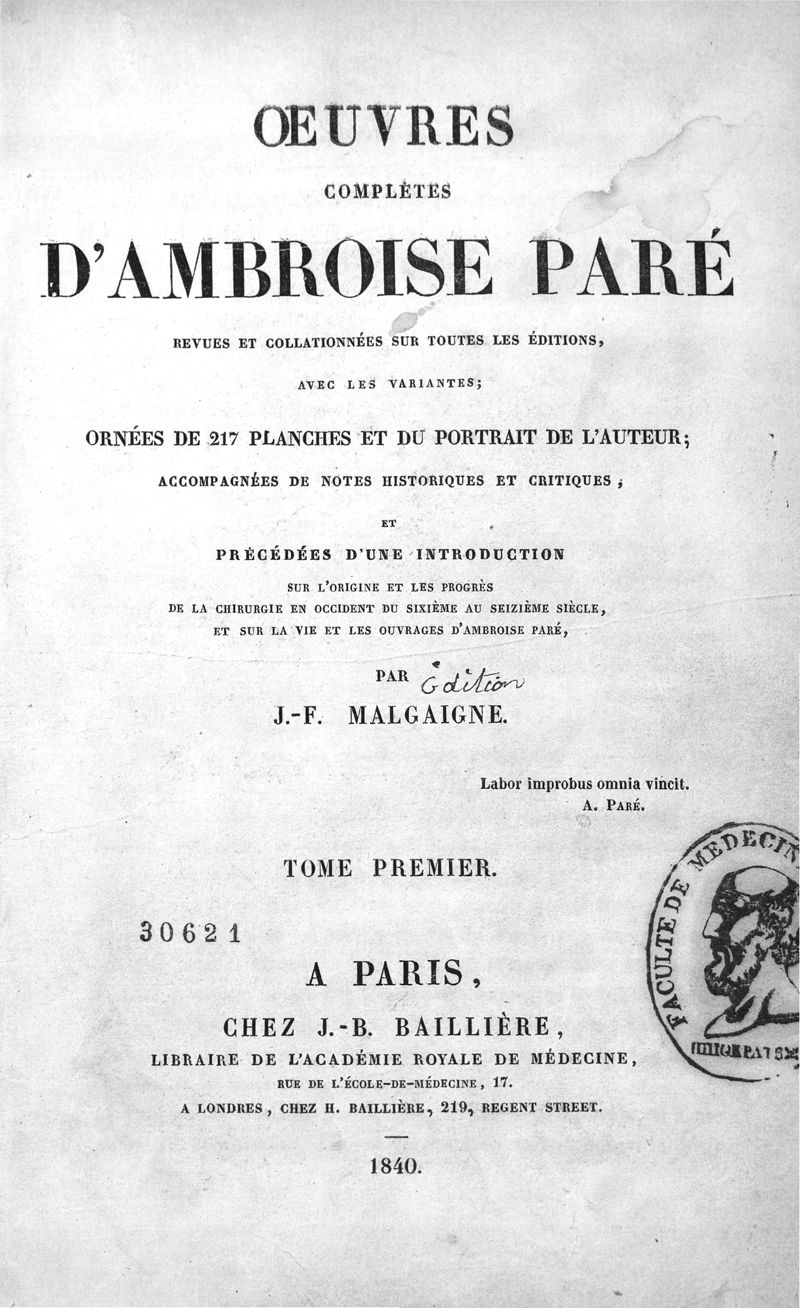 ŒUVRES
COMPLÈTES
D'AMBROISE PARÉ
REVUES ET COLLATIONNÉES SUR TOUTES LES ÉDITIONS,
AVEC LES VARIANTES;
ORNÉES DE 217 PLANCHES ET DU PORTRAIT DE L'AUTEUR;
ACCOMPAGNÉES DE NOTES HISTORIQUES ET CRITIQUES;
ET
PRÉCÉDÉES D'UNE INTRODUCTION
SUR L'ORIGINE ET LES PROGRÈS
DE LA CHIRURGIE EN OCCIDENT DU SIXIÈME AU SEIZIÈME SIÈCLE,
ET SUR LA VIE ET LES OUVRAGES D'AMBROISE PARÉ,
PAR édition
J.-F. MALGAIGNE.
Labor improbus omnia vincit.
A. PARÉ.
TOME PREMIER.
FACULTE DE MEDECIN
30621
A PARIS,
CHEZ J.-B. BAILLIÈRE,
LIBRAIRE DE L'ACADÉMIE ROYALE DE MÉDECINE,
RUE DE L'ÉCOLE-DE-MÉDECINE, 17.
A LONDRES, CHEZ H. BAILLIÈRE, 219, REGENT STREET.
1840.